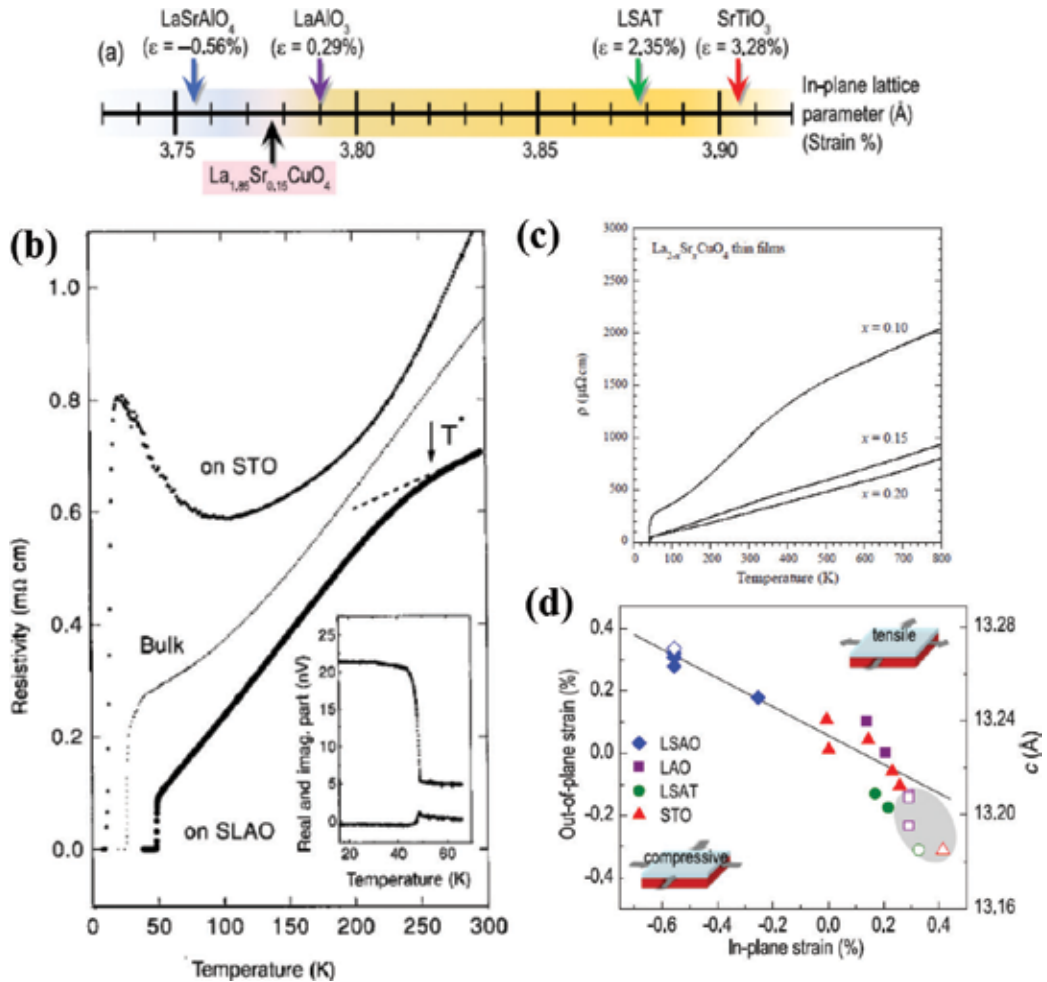 LaSrAlO₄
(ε = –0.56%)
LaAlO₃
(ε = 0.29%)
LSAT
(ε = 2,35%)
SrTiO₃
(ε = 3,28%)
(a)
In-plane lattice
parameter (Å)
(Strain %)
3,75
3,80
3,85
3,90
La₁,₈₅Sr₀,₁₅CuO₄
(b)
Resistivity (mΩ cm)
1.0
0.8
0.6
0.4
0.2
0.0
on STO
T*
Bulk
on SLAO
Real and imag. part (nV)
25
20
15
10
5
0
20
40
60
Temperature (K)
0
50
100
150
200
250
300
Temperature (K)
(c)
La₂₋ₓSrₓCuO₄ thin films
ρ (μΩcm)
3000
2500
2000
1500
1000
500
0
x = 0.10
x = 0.15
x = 0.20
0
100
200
300
400
500
600
700
800
Temperature (K)
(d)
Out-of-plane strain (%)
0.4
0.2
0.0
-0.2
-0.4
tensile
LSAO
LAO
LSAT
STO
compressive
13.28
13.24
13.20
13,16
c (Å)
-0.6
-0.4
-0.2
0.0
0.2
0.4
In-plane strain (%)